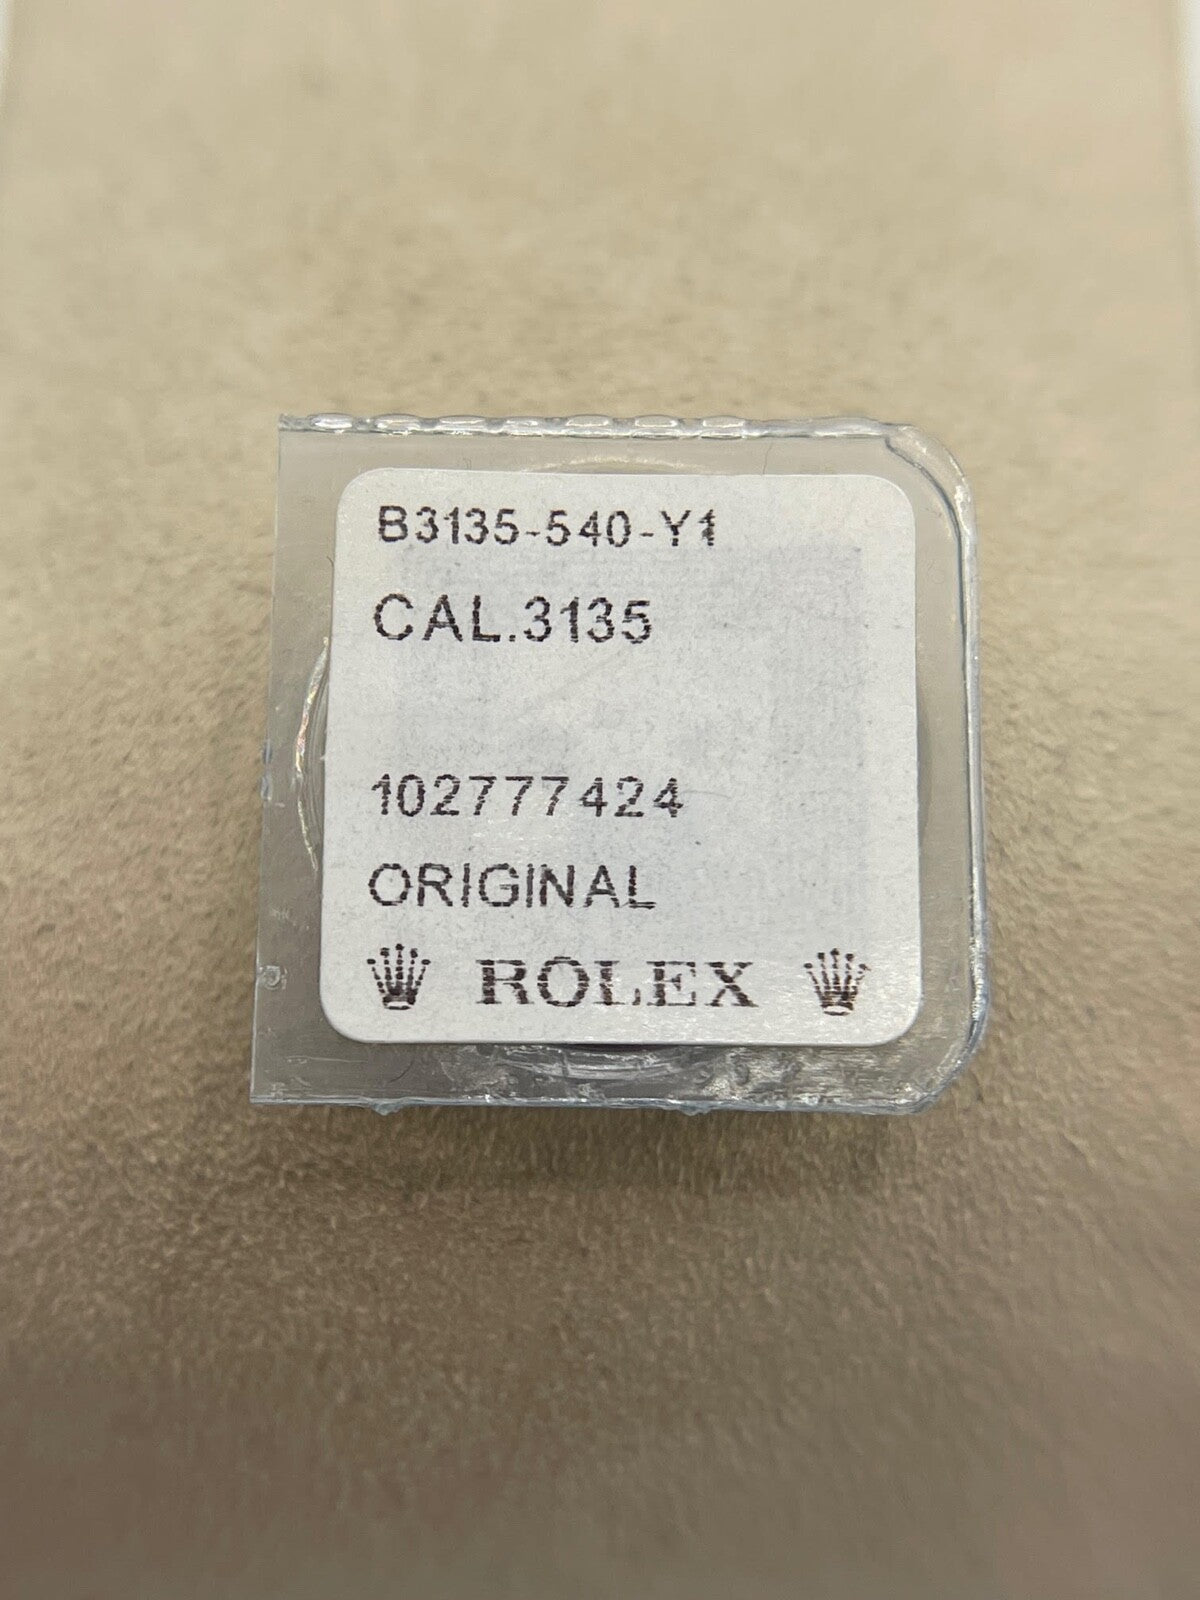 B3135-540-Y1
CAL.3135
102777424
ORIGINAL
ROLEX